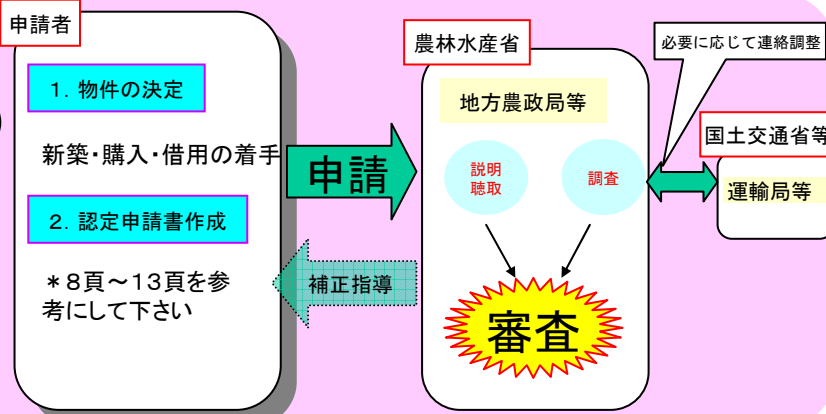 申請者
1．物件の決定
新築・購入・借用の着手
2．認定申請書作成
＊8頁～13頁を参
考にして下さい
申請
補正指導
農林水産省
地方農政局等
説明
聴取
調査
審査
必要に応じて連絡調整
国土交通省等
運輸局等